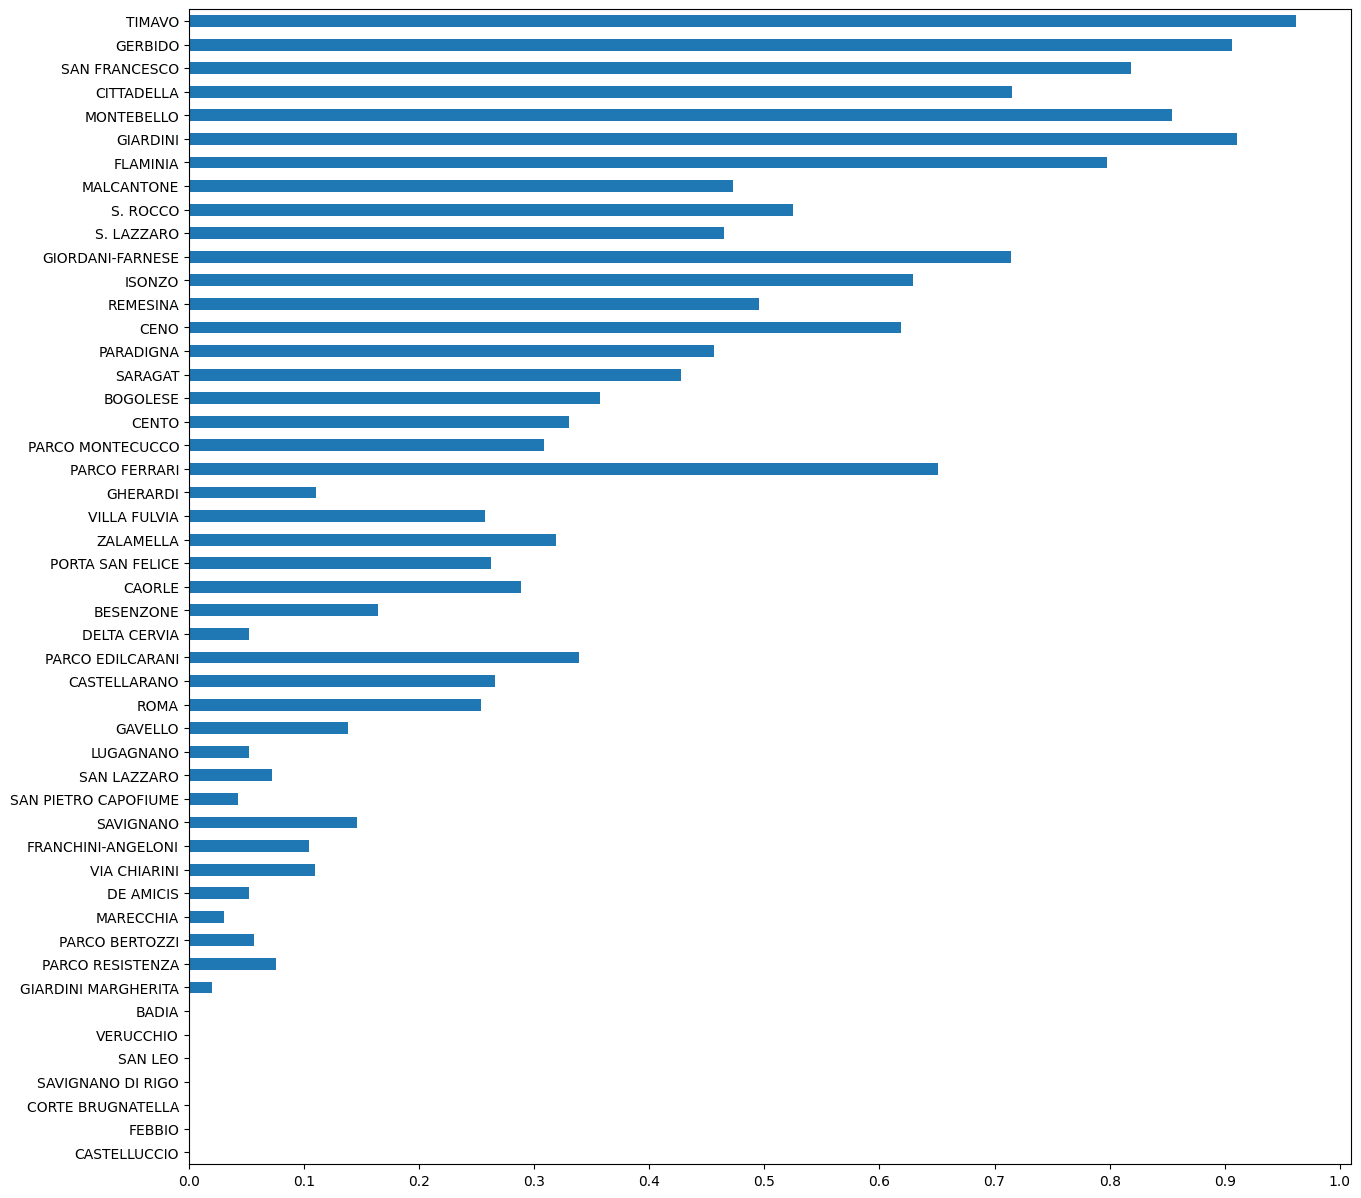 TIMAVO
GERBIDO
SAN FRANCESCO
CITTADELLA
MONTEBELLO
GIARDINI
FLAMINIA
MALCANTONE
S. ROCCO
S. LAZZARO
GIORDANI-FARNESE
ISONZO
REMESINA
CENO
PARADIGNA
SARAGAT
BOGOLESE
CENTO
PARCO MONTECUCCO
PARCO FERRARI
GHERARDI
VILLA FULVIA
ZALAMELLA
PORTA SAN FELICE
CAORLE
BESENZONE
DELTA CERVIA
PARCO EDILCARANI
CASTELLARANO
ROMA
GAVELLO
LUGAGNANO
SAN LAZZARO
SAN PIETRO CAPOFIUME
SAVIGNANO
FRANCHINI-ANGELONI
VIA CHIARINI
DE AMICIS
MARECCHIA
PARCO BERTOZZI
PARCO RESISTENZA
GIARDINI MARGHERITA
BADIA
VERUCCHIO
SAN LEO
SAVIGNANO DI RIGO
CORTE BRUGNATELLA
FEBBIO
CASTELLUCCIO
0.0 0.1 0.2 0.3 0.4 0.5 0.6 0.7 0.8 0.9 1.0